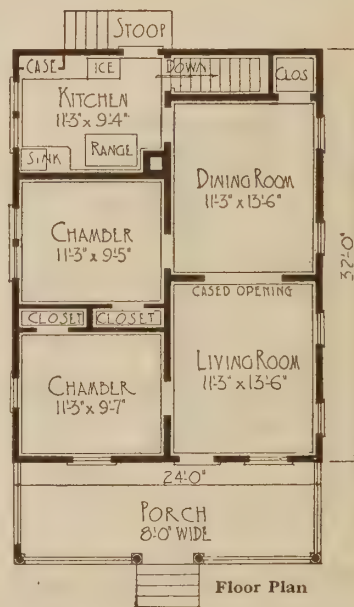 STOOP
CASE
ICE
DOWN
CLOS
KITCHEN
11'-3" x 9'-4"
SINK
RANGE
DINING ROOM
11'-3" x 13'-6"
CHAMBER
11'-3" x 9'-5"
32'-0"
CASED OPENING
CLOSET
CLOSET
LIVING ROOM
11'-3" x 13'-6"
CHAMBER
11'-3" x 9'-7"
24'-0"
PORCH
8'-0" WIDE
Floor Plan